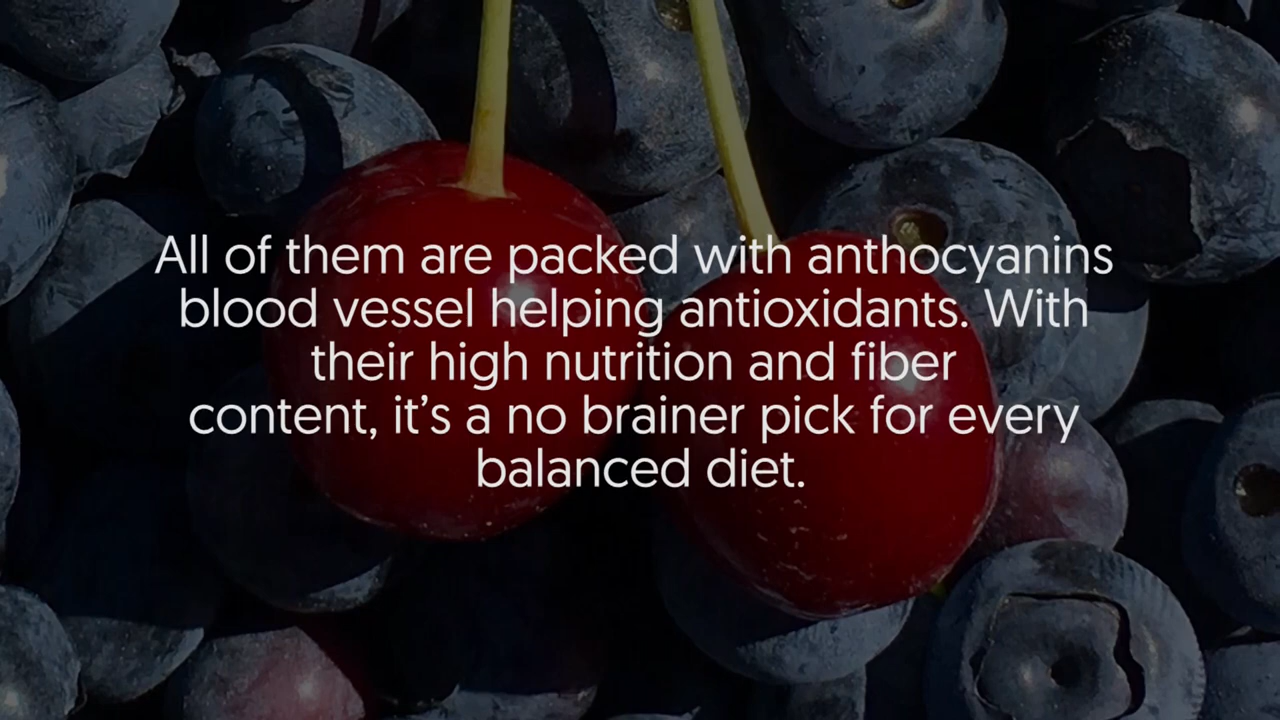 All of them are packed with anthocyanins
blood vessel helping antioxidants. With
their high nutrition and fiber
content, it’s a no brainer pick for every
balanced diet.